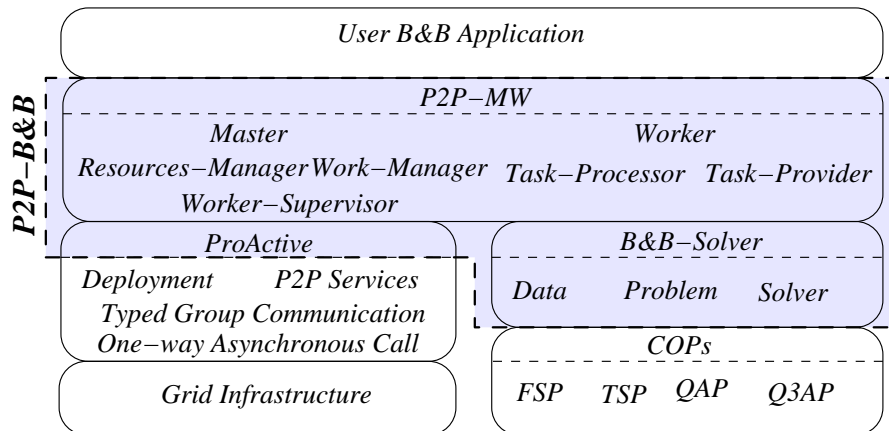 User B&B Application
P2P-B&B
P2P-MW
Master
Worker
Resources-Manager Work-Manager
Task-Processor Task-Provider
Worker-Supervisor
ProActive
Deployment P2P Services
Typed Group Communication
One-way Asynchronous Call
Grid Infrastructure
B&B-Solver
Data Problem Solver
COPs
FSP TSP QAP Q3AP